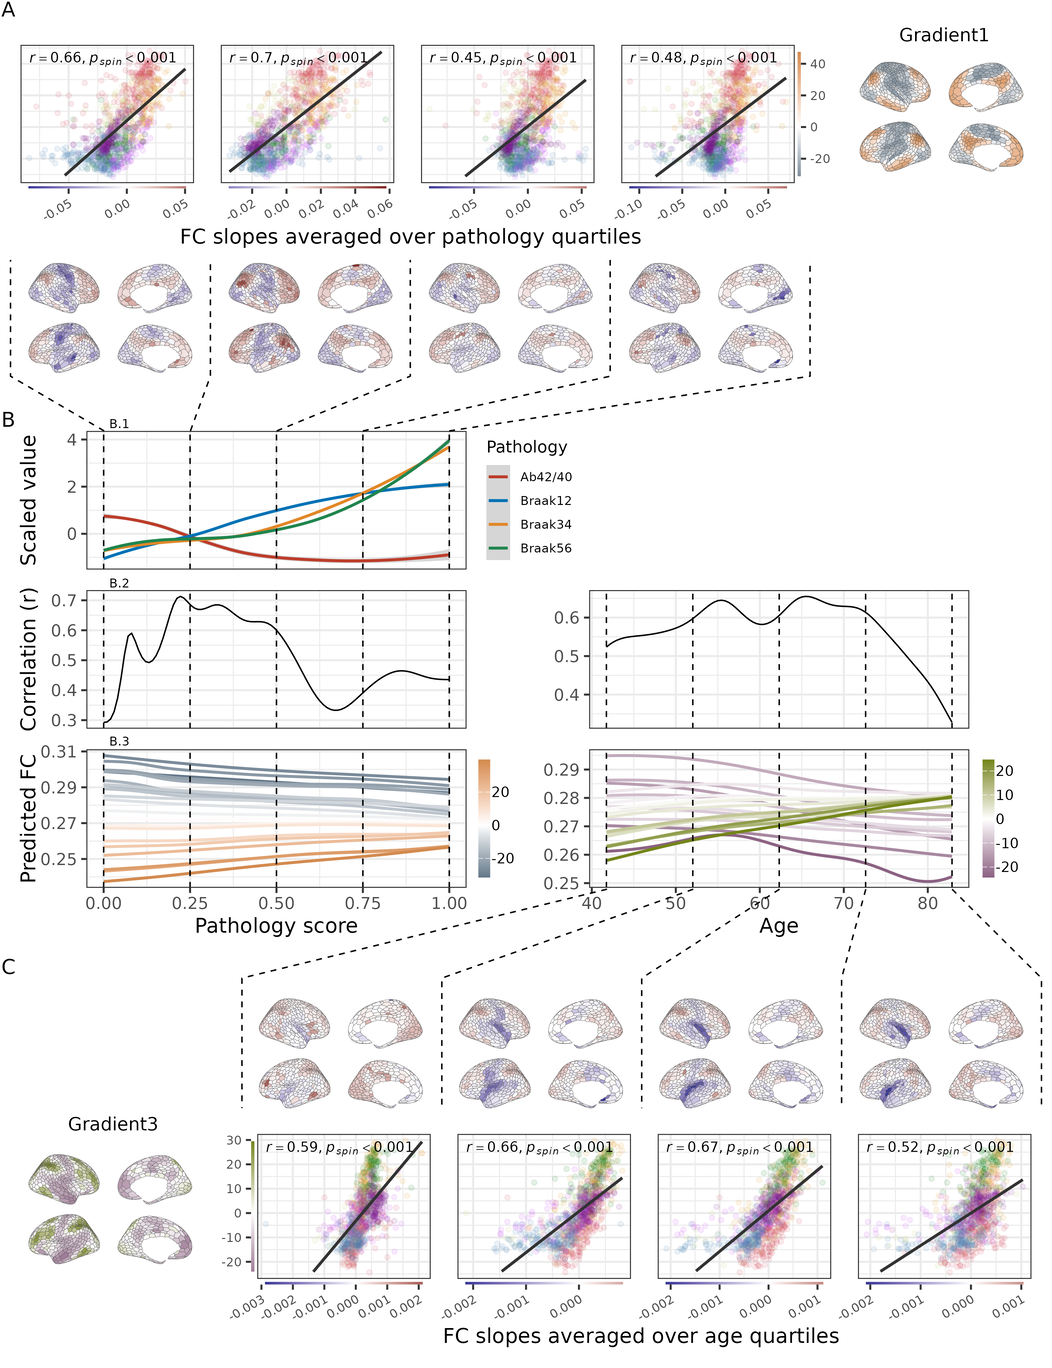 A
Gradient1
r = 0.66, p spin < 0.001
r = 0.7, p spin < 0.001
r = 0.45, p spin < 0.001
r = 0.48, p spin < 0.001
40
20
0
-20
-0.05 0.00 0.05
-0.02 0.00 0.02 0.04 0.06
-0.05 0.00 0.05
-0.10 -0.05 0.00 0.05
FC slopes averaged over pathology quartiles
B
B.1
Scaled value
4
2
0
Pathology
Ab42/40
Braak12
Braak34
Braak56
B.2
Correlation (r)
0.7
0.6
0.5
0.4
0.3
0.6
0.5
0.4
B.3
Predicted FC
0.31
0.29
0.27
0.25
20
0
-20
0.00 0.25 0.50 0.75 1.00
Pathology score
0.29
0.28
0.27
0.26
0.25
20
10
0
-10
-20
40 50 60 70 80
Age
C
Gradient3
30
20
10
0
-10
-20
r = 0.59, p spin < 0.001
r = 0.66, p spin < 0.001
r = 0.67, p spin < 0.001
r = 0.52, p spin < 0.001
-0.003 -0.002 -0.001 0.000 0.001 0.002
-0.002 -0.001 0.000
-0.002 -0.001 0.000 0.001
-0.002 -0.001 0.000 0.001
FC slopes averaged over age quartiles